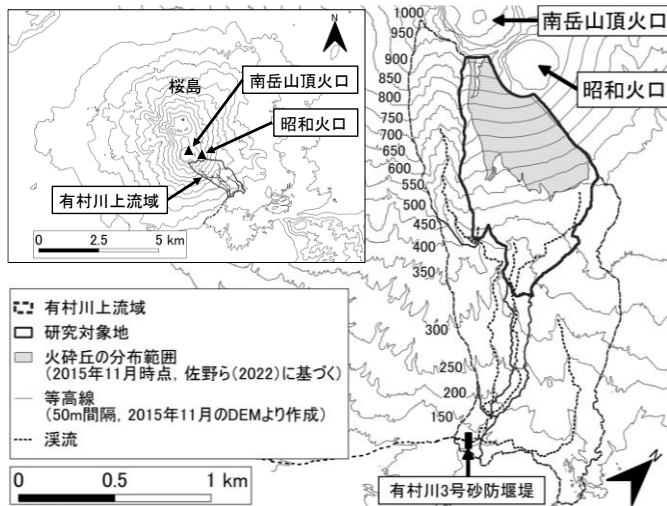 N
桜島
南岳山頂火口
昭和火口
有村川上流域
0 2.5 5 km
1000
950
900
850
800
750
700
650
600
550
500
450
400
350
300
250
200
150
南岳山頂火口
昭和火口
有村川上流域
研究対象地
火砕丘の分布範囲
(2015年11月時点, 佐野ら(2022)に基づく)
等高線
(50m間隔, 2015年11月のDEMより作成)
渓流
0 0.5 1 km
有村川3号砂防堰堤
N